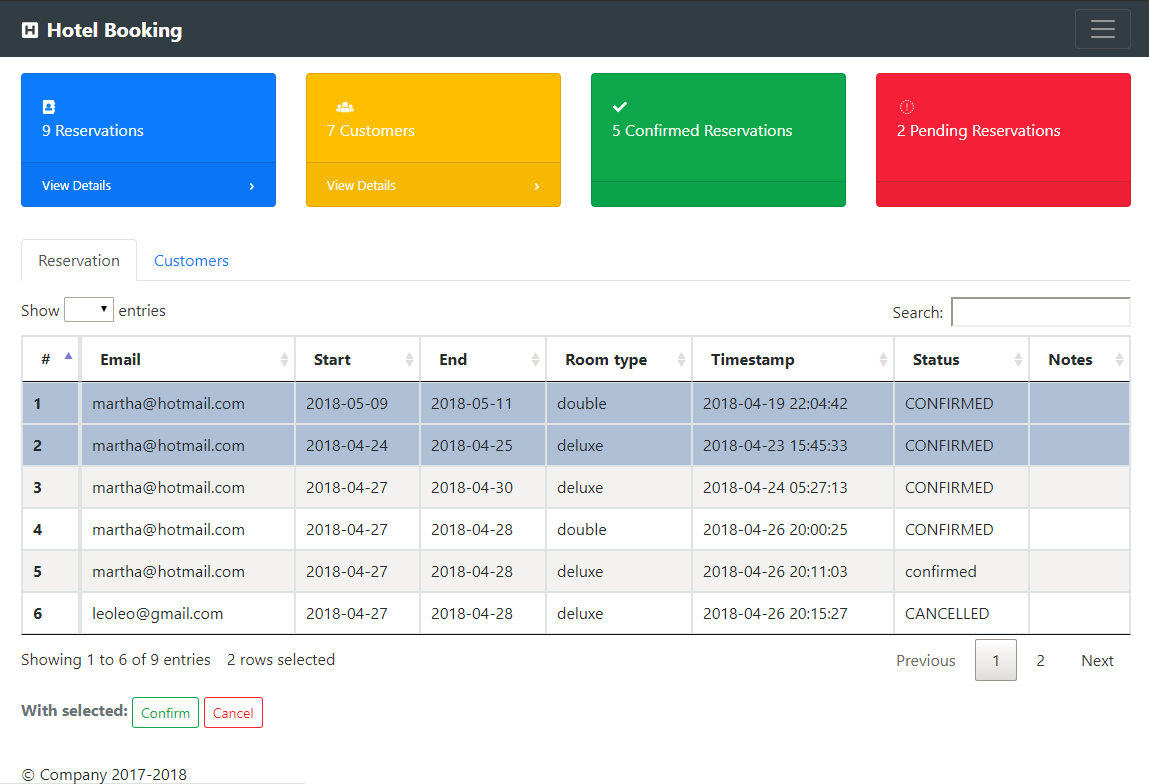 H Hotel Booking
9 Reservations
7 Customers
5 Confirmed Reservations
2 Pending Reservations
View Details
View Details
Reservation Customers
Show entries
Search:
# Email Start End Room type Timestamp Status Notes
1 martha@hotmail.com 2018-05-09 2018-05-11 double 2018-04-19 22:04:42 CONFIRMED
2 martha@hotmail.com 2018-04-24 2018-04-25 deluxe 2018-04-23 15:45:33 CONFIRMED
3 martha@hotmail.com 2018-04-27 2018-04-30 deluxe 2018-04-24 05:27:13 CONFIRMED
4 martha@hotmail.com 2018-04-27 2018-04-28 double 2018-04-26 20:00:25 CONFIRMED
5 martha@hotmail.com 2018-04-27 2018-04-28 deluxe 2018-04-26 20:11:03 confirmed
6 leoleo@gmail.com 2018-04-27 2018-04-28 deluxe 2018-04-26 20:15:27 CANCELLED
Showing 1 to 6 of 9 entries 2 rows selected
Previous 1 2 Next
With selected: Confirm Cancel
© Company 2017-2018